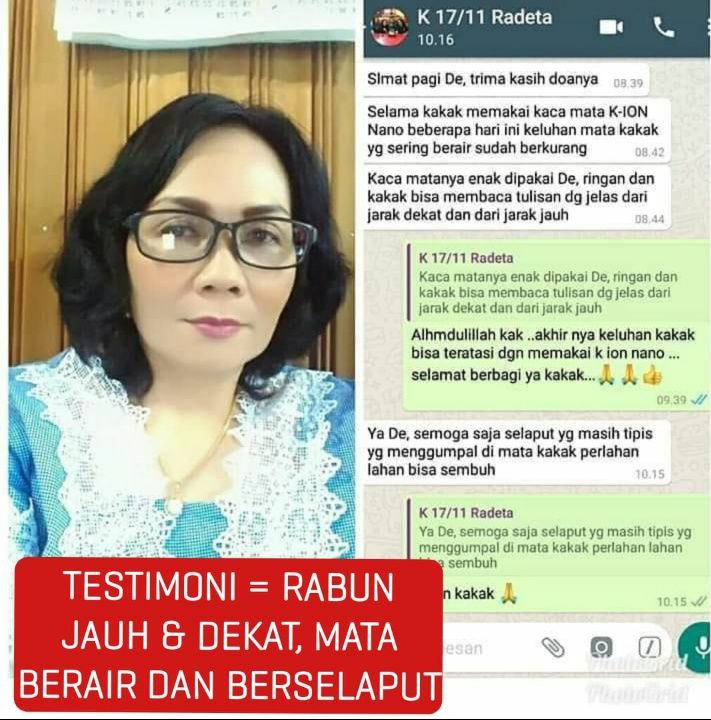 K 17/11 Radeta
10.16
Slmat pagi De, trima kasih doanya 08.39
Selama kakak memakai kaca mata K-ION
Nano beberapa hari ini keluhan mata kakak
yg sering berair sudah berkurang 08.42
Kaca matanya enak dipakai De, ringan dan
kakak bisa membaca tulisan dg jelas dari
jarak dekat dan dari jarak jauh 08.44
K 17/11 Radeta
Kaca matanya enak dipakai De, ringan dan
kakak bisa membaca tulisan dg jelas dari
jarak dekat dan dari jarak jauh
Alhmdulillah kak ..akhir nya keluhan kakak
bisa teratasi dgn memakai k ion nano ...
selamat berbagi ya kakak...🙏🙏👍
09.39
Ya De, semoga saja selaput yg masih tipis
yg menggumpal di mata kakak perlahan
lahan bisa sembuh 10.15
K 17/11 Radeta
Ya De, semoga saja selaput yg masih tipis yg
menggumpal di mata kakak perlahan lahan
a sembuh
n kakak 🙏 10.15
esan
TESTIMONI = RABUN
JAUH & DEKAT, MATA
BERAIR DAN BERSELAPUT
PhotoGrid
PhotoGrid